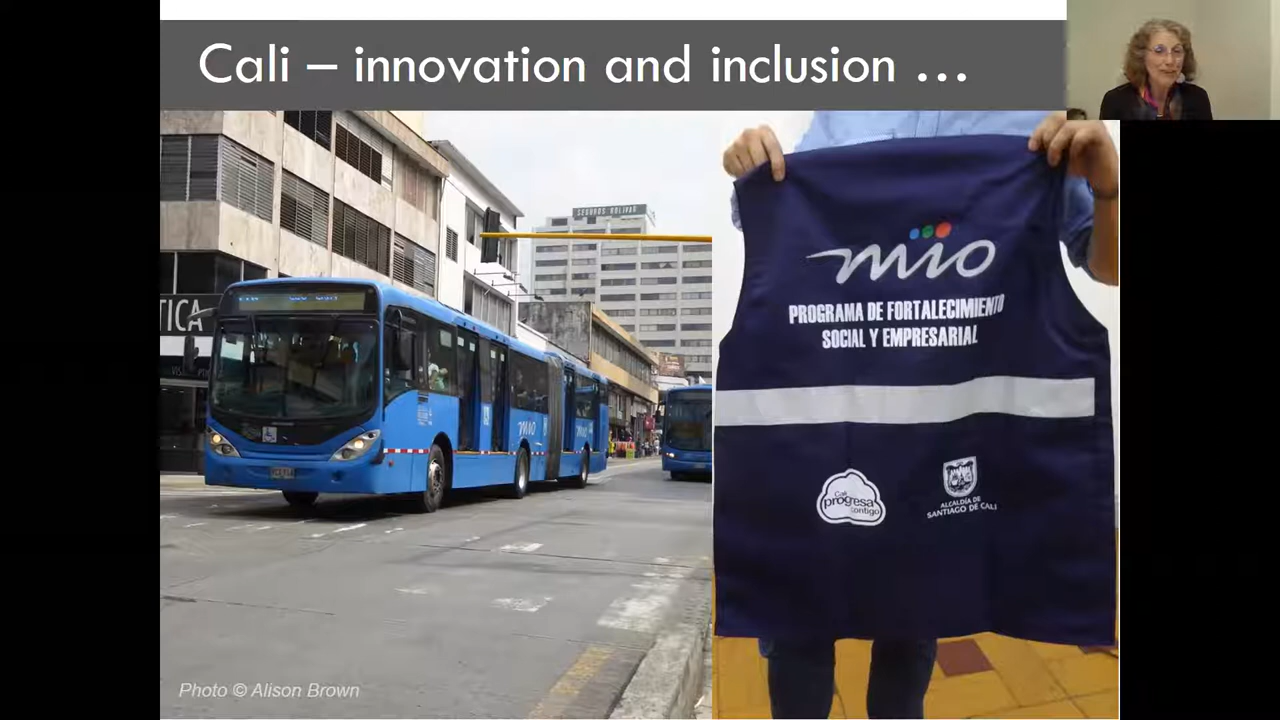 Cali – innovation and inclusion …
SEGUROS BOLIVAR
TICA
mio
mio
PROGRAMA DE FORTALECIMIENTO
SOCIAL Y EMPRESARIAL
Cali
progresa
contigo
ALCALDÍA DE
SANTIAGO DE CALI
Photo © Alison Brown